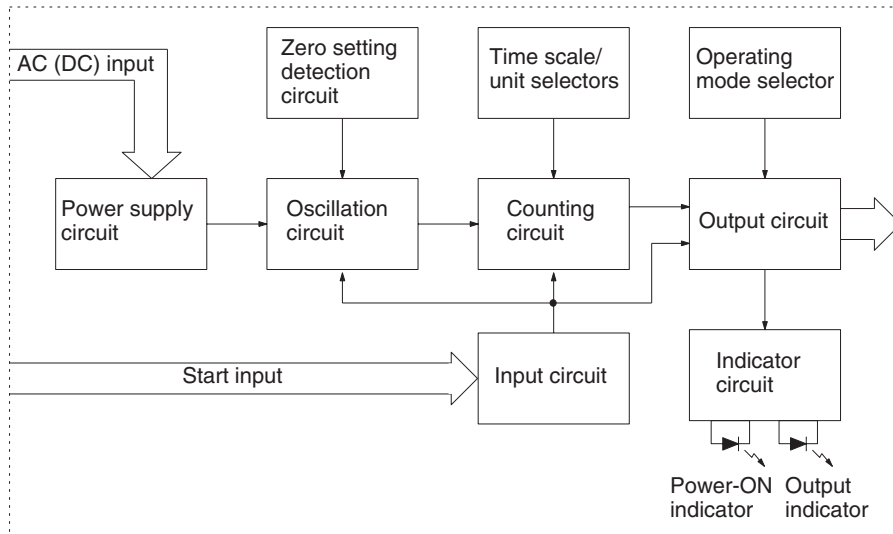 AC (DC) input
Zero setting
detection
circuit
Time scale/
unit selectors
Operating
mode selector
Power supply
circuit
Oscillation
circuit
Counting
circuit
Output circuit
Start input
Input circuit
Indicator
circuit
Power-ON
indicator
Output
indicator